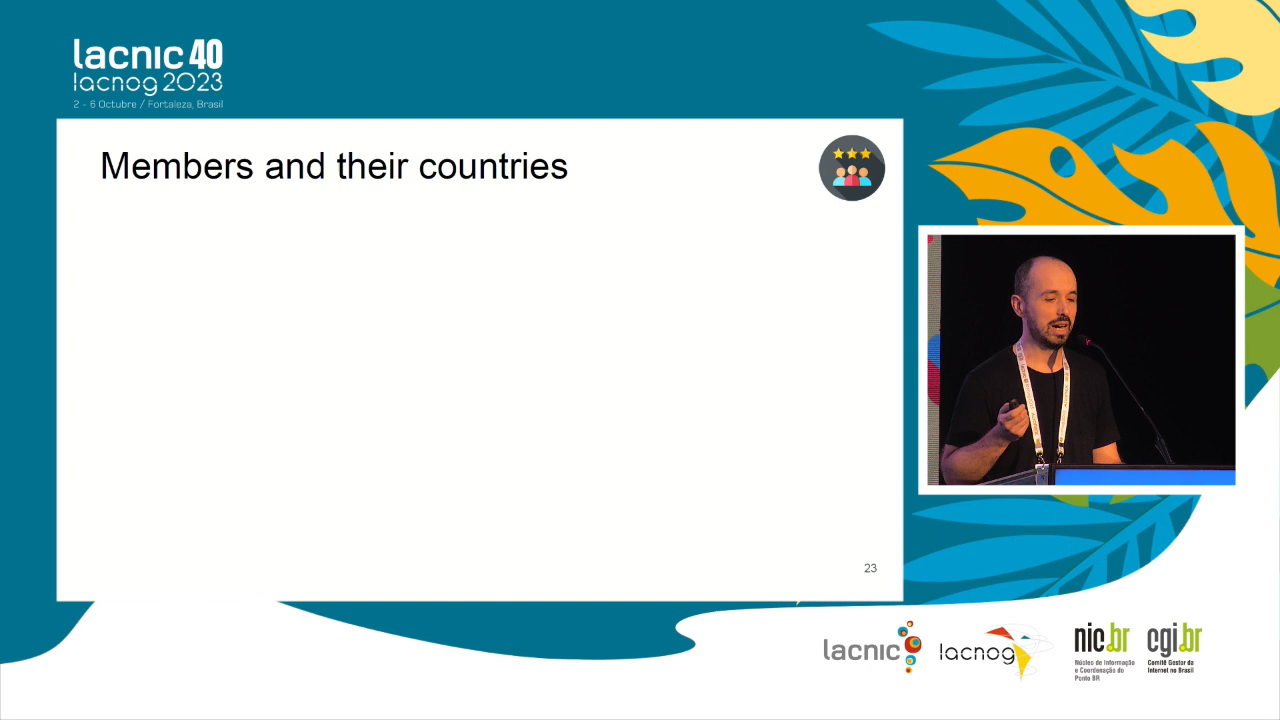 lacnic 40
lacnog 2023
2 - 6 Octubre / Fortaleza, Brasil
Members and their countries
23
lacnic
lacnog
nic.br
Núcleo de Informação
e Coordenação do
Ponto BR
cgi.br
Comitê Gestor da
Internet no Brasil